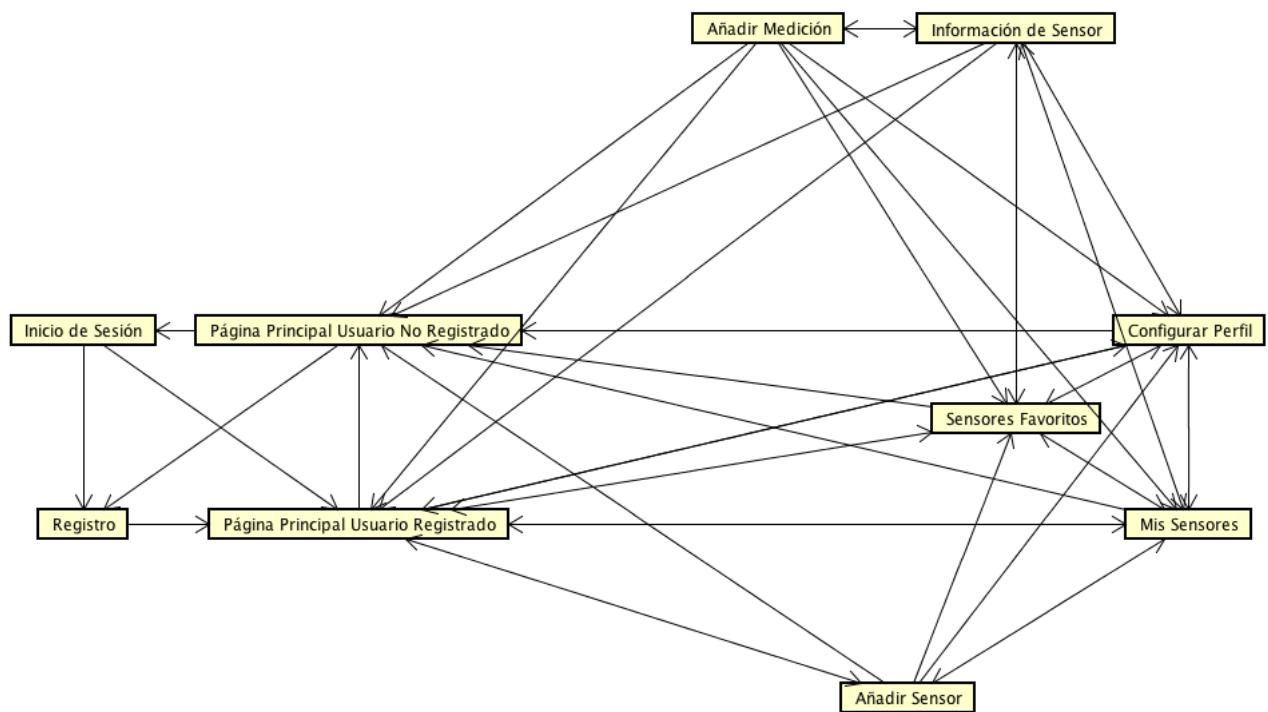 Añadir Medición
Información de Sensor
Inicio de Sesión
Página Principal Usuario No Registrado
Configurar Perfil
Sensores Favoritos
Registro
Página Principal Usuario Registrado
Mis Sensores
Añadir Sensor